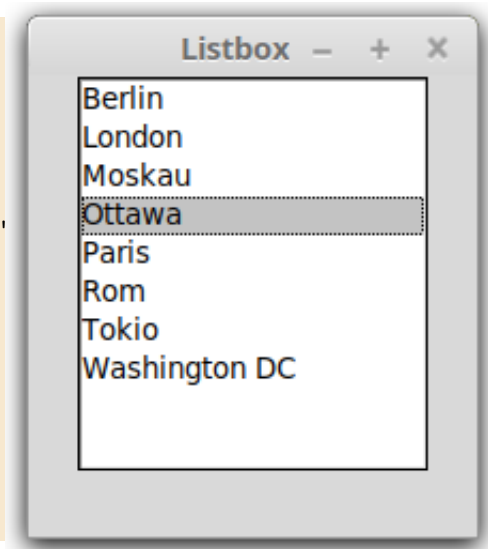 Listbox
Berlin
London
Moskau
Ottawa
Paris
Rom
Tokio
Washington DC